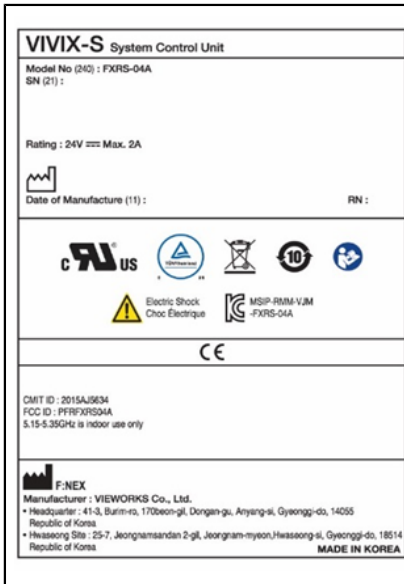 VIVIX-S System Control Unit
Model No (240) : FXRS-04A
SN (21) :
Rating : 24V ⎓ Max. 2A
Date of Manufacture (11) :
RN :
c RU ® US
TÜVRheinland
10
Electric Shock
Choc Électrique
MSIP-RMM-VJM
-FXRS-04A
CE
CMIT ID : 2015AJ5634
FCC ID : PFRFXRS04A
5.15-5.35GHz is indoor use only
F:NEX
Manufacturer : VIEWORKS Co., Ltd.
• Headquarter : 41-3, Burim-ro, 170beon-gil, Dongan-gu, Anyang-si, Gyeonggi-do, 14055
Republic of Korea
• Hwaseong Site : 25-7, Jeongnamsandan 2-gil, Jeongnam-myeon,Hwaseong-si, Gyeonggi-do, 18514
Republic of Korea
MADE IN KOREA